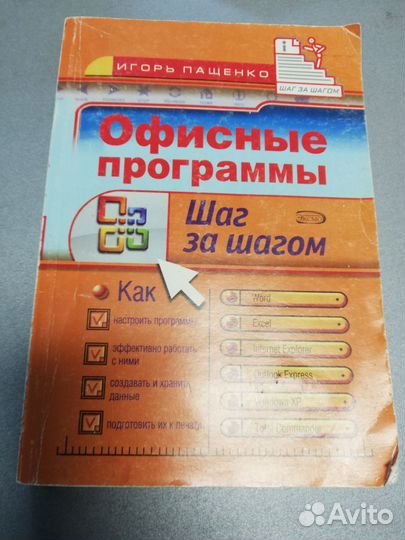 ИГОРЬ ПАЩЕНКО
i
ШАГ ЗА ШАГОМ
Офисные
программы
Шаг
за шагом
ЭКСМО
Как
настроить программы
эффективно работать
с ними
создавать и хранить
данные
подготовить их к печати
Word
Excel
Internet Explorer
Outlook Express
Windows XP
Total Commander
Avito